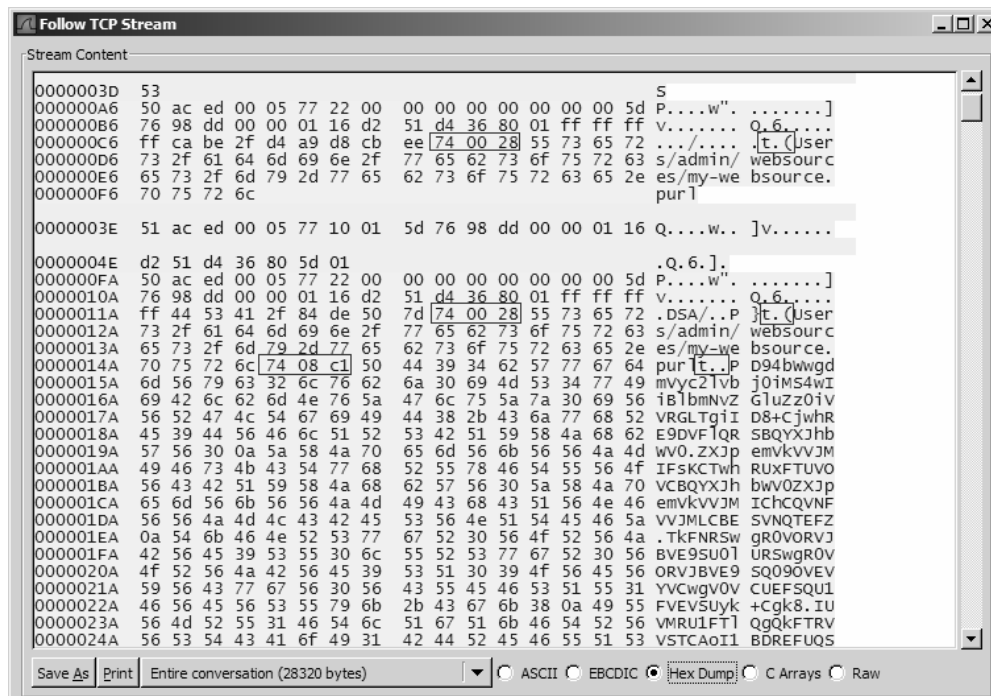 Follow TCP Stream
Stream Content
0000003D 53 S
000000A6 50 ac ed 00 05 77 22 00 00 00 00 00 00 00 00 5d P....w". .......]
000000B6 76 98 dd 00 00 01 16 d2 51 d4 36 80 01 ff ff ff v....... Q.6.....
000000C6 ff ca be 2f d4 a9 d8 cb ee 74 00 28 55 73 65 72 .../.... .t.(User
000000D6 73 2f 61 64 6d 69 6e 2f 77 65 62 73 6f 75 72 63 s/admin/ websourc
000000E6 65 73 2f 6d 79 2d 77 65 62 73 6f 75 72 63 65 2e es/my-we bsource.
000000F6 70 75 72 6c purl
0000003E 51 ac ed 00 05 77 10 01 5d 76 98 dd 00 00 01 16 Q....w.. ]v......
0000004E d2 51 d4 36 80 5d 01 .Q.6.].
000000FA 50 ac ed 00 05 77 22 00 00 00 00 00 00 00 00 5d P....w". .......]
0000010A 76 98 dd 00 00 01 16 d2 51 d4 36 80 01 ff ff ff v....... Q.6.....
0000011A ff 44 53 41 2f 84 de 50 7d 74 00 28 55 73 65 72 .DSA/..P }t.(User
0000012A 73 2f 61 64 6d 69 6e 2f 77 65 62 73 6f 75 72 63 s/admin/ websourc
0000013A 65 73 2f 6d 79 2d 77 65 62 73 6f 75 72 63 65 2e es/my-we bsource.
0000014A 70 75 72 6c 74 08 c1 50 44 39 34 62 57 77 67 64 purlt..P D94bWwgd
0000015A 6d 56 79 63 32 6c 76 62 6a 30 69 4d 53 34 77 49 mVyc2lvb j0iMS4wI
0000016A 69 42 6c 62 6d 4e 76 5a 47 6c 75 5a 7a 30 69 56 iBlbmNvZ GluZz0iV
0000017A 56 52 47 4c 54 67 69 49 44 38 2b 43 6a 77 68 52 VRGLTgiI D8+CjwhR
0000018A 45 39 44 56 46 6c 51 52 53 42 51 59 58 4a 68 62 E9DVFlQR SBQYXJhb
0000019A 57 56 30 0a 5a 58 4a 70 65 6d 56 6b 56 56 4a 4d WV0.ZXJp emVkVVJM
000001AA 49 46 73 4b 43 54 77 68 52 55 78 46 54 55 56 4f IFsKCTwh RUxFTUVO
000001BA 56 43 42 51 59 58 4a 68 62 57 56 30 5a 58 4a 70 VCBQYXJh bWV0ZXJp
000001CA 65 6d 56 6b 56 56 4a 4d 49 43 68 43 51 56 4e 46 emVkVVJM IChCQVNF
000001DA 56 56 4a 4d 4c 43 42 45 53 56 4e 51 54 45 46 5a VVJMLCBE SVNQTEFZ
000001EA 0a 54 6b 46 4e 52 53 77 67 52 30 56 4f 52 56 4a .TkFNRSw gR0VORVJ
000001FA 42 56 45 39 53 55 30 6c 55 52 53 77 67 52 30 56 BVE9SU0l URSwgR0V
0000020A 4f 52 56 4a 42 56 45 39 53 51 30 39 4f 56 45 56 ORVJBVE9 SQ09OVEV
0000021A 59 56 43 77 67 56 30 56 43 55 45 46 53 51 55 31 YVCwgV0V CUEFSQU1
0000022A 46 56 45 56 53 55 79 6b 2b 43 67 6b 38 0a 49 55 FVEVSUyk +Cgk8.IU
0000023A 56 4d 52 55 31 46 54 6c 51 67 51 6b 46 54 52 56 VMRU1FTl QgQkFTRV
0000024A 56 53 54 43 41 6f 49 31 42 44 52 45 46 55 51 53 VSTCAoI1 BDREFUQS
Save As Print Entire conversation (28320 bytes) ASCII EBCDIC Hex Dump C Arrays Raw